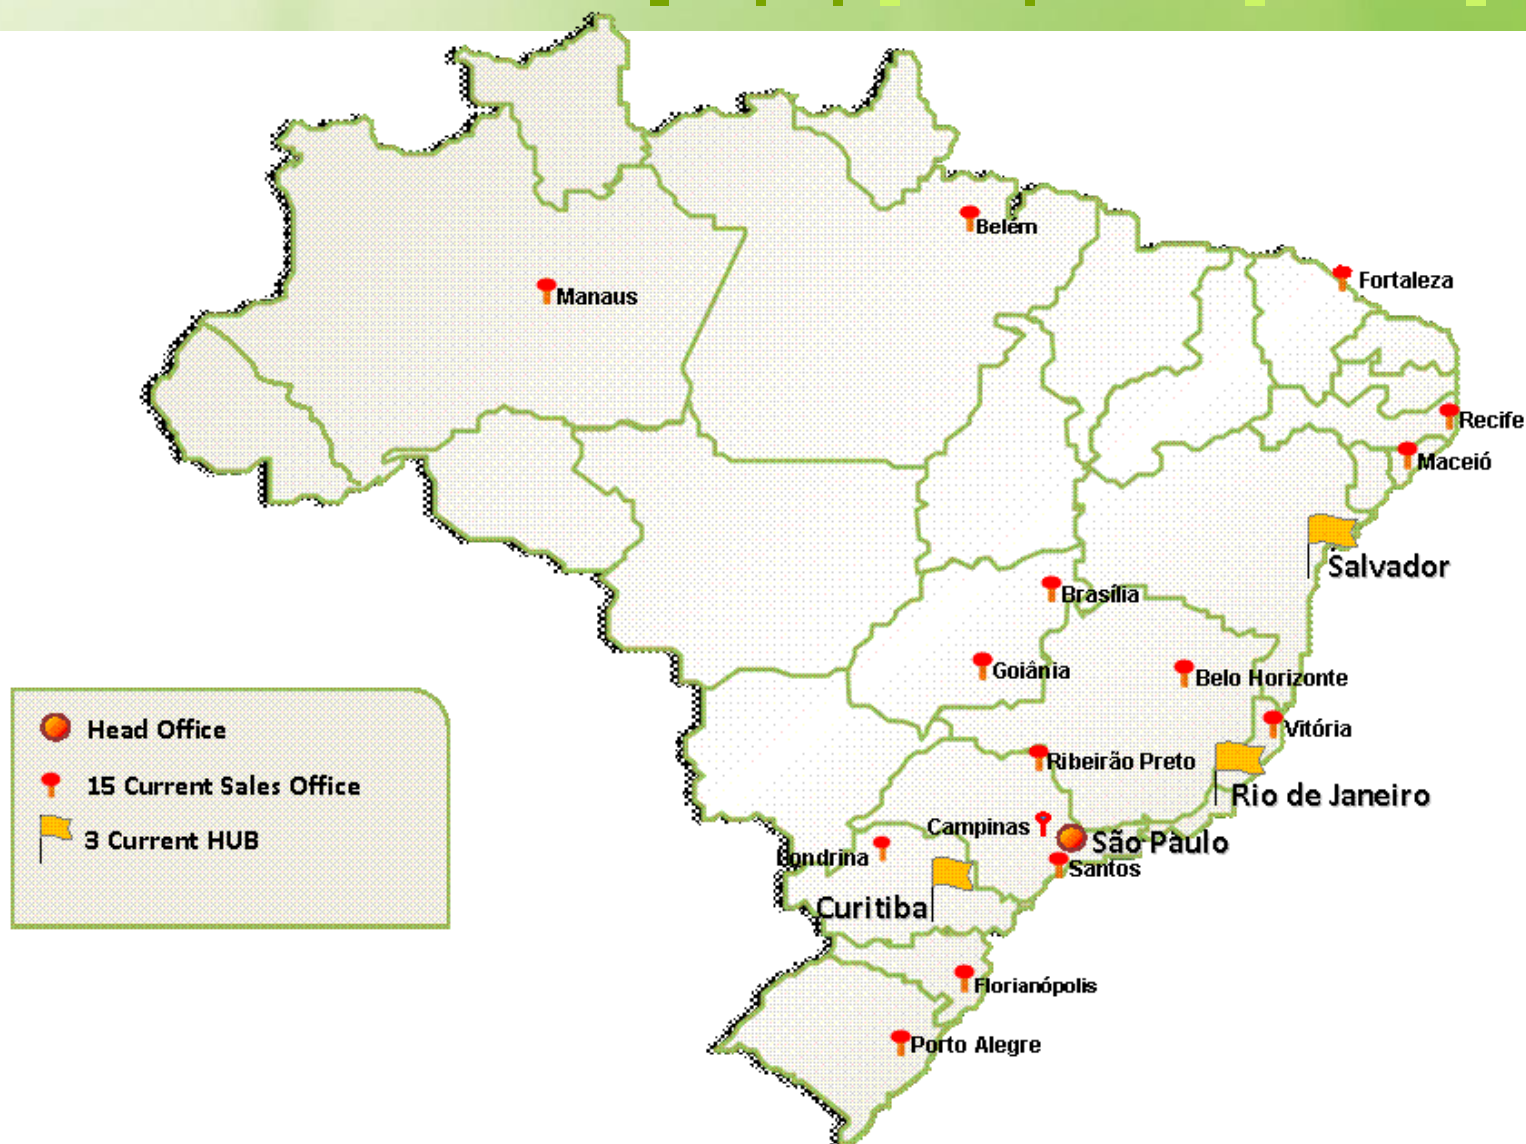 Belém
Fortaleza
Manaus
Recife
Maceió
Salvador
Brasília
Goiânia
Belo Horizonte
Vitória
Ribeirão Preto
Rio de Janeiro
Campinas
São Paulo
Londrina
Santos
Curitiba
Florianópolis
Porto Alegre
Head Office
15 Current Sales Office
3 Current HUB